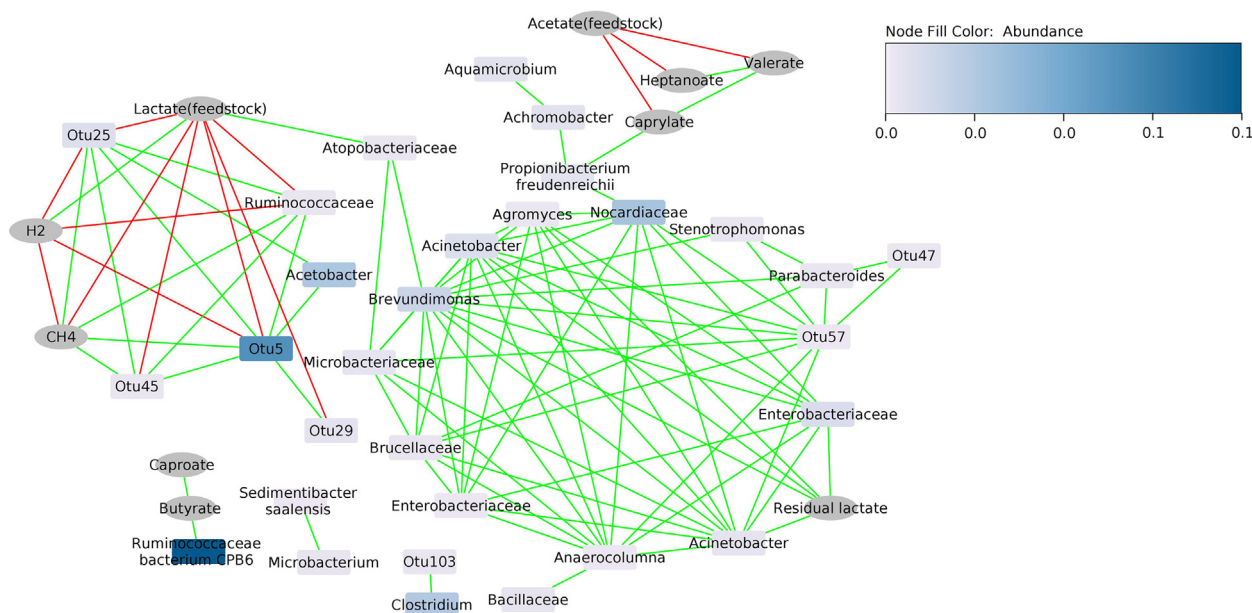 Acetate(feedstock)
Node Fill Color:  Abundance
Valerate
Aquamicrobium
Heptanoate
Lactate(feedstock)
Achromobacter
Caprylate
0.0
0.0
0.0
0.1
0.1
Otu25
Atopobacteriaceae
Propionibacterium
freudenreichii
Ruminococcaceae
Agromyces
Nocardiaceae
H2
Stenotrophomonas
Acinetobacter
Otu47
Acetobacter
Parabacteroides
Brevundimonas
CH4
Otu5
Otu57
Microbacteriaceae
Otu45
Enterobacteriaceae
Otu29
Brucellaceae
Caproate
Sedimentibacter
saalensis
Enterobacteriaceae
Butyrate
Residual lactate
Ruminococcaceae
bacterium CPB6
Microbacterium
Otu103
Anaerocolumna
Acinetobacter
Clostridium
Bacillaceae